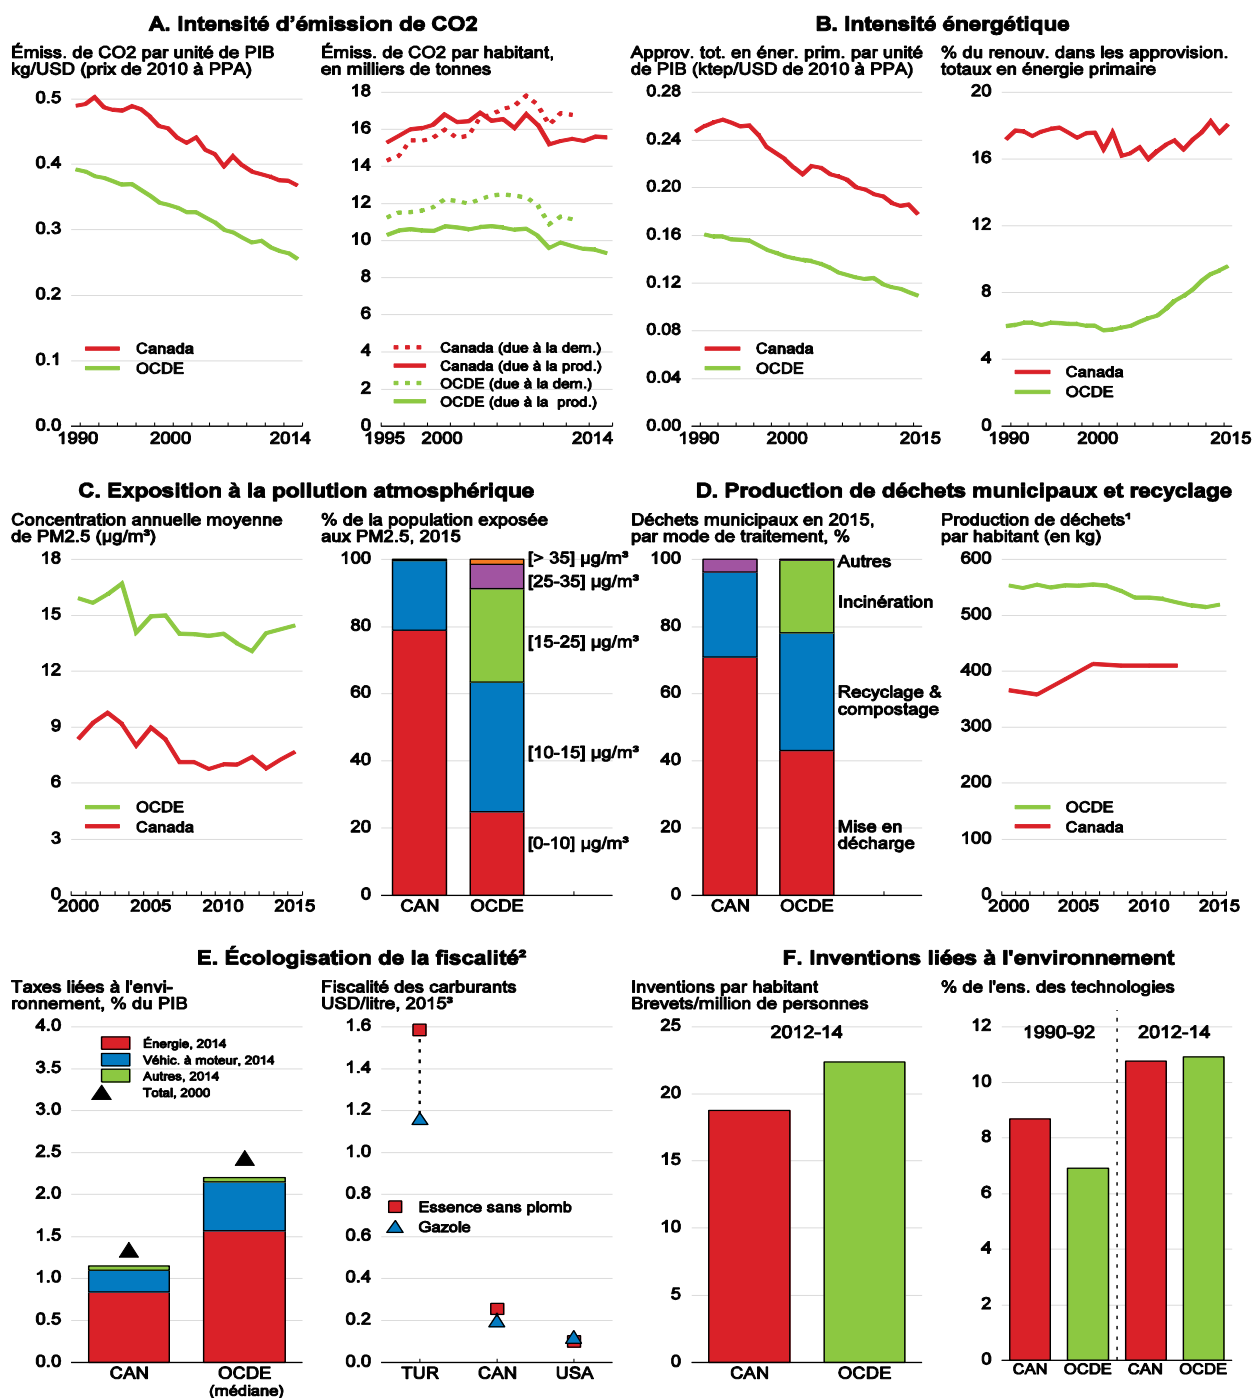 A. Intensité d'émission de CO2
Émiss. de CO2 par unité de PIB
kg/USD (prix de 2010 à PPA)
0.5
0.4
0.3
0.2
0.1
0.0
Canada
OCDE
1990 2000 2014
Émiss. de CO2 par habitant,
en milliers de tonnes
18
16
14
12
10
8
6
4
2
0
Canada (due à la dem.)
Canada (due à la prod.)
OCDE (due à la dem.)
OCDE (due à la prod.)
1995 2000 2014
B. Intensité énergétique
Approv. tot. en éner. prim. par unité
de PIB (ktep/USD de 2010 à PPA)
0.28
0.24
0.20
0.16
0.12
0.08
0.04
0.00
Canada
OCDE
1990 2000 2015
% du renouv. dans les approvision.
totaux en énergie primaire
20
16
12
8
4
0
Canada
OCDE
1990 2000 2015
C. Exposition à la pollution atmosphérique
Concentration annuelle moyenne
de PM2.5 (µg/m³)
18
15
12
9
6
3
0
OCDE
Canada
2000 2005 2010 2015
% de la population exposée
aux PM2.5, 2015
100
80
60
40
20
0
[> 35] µg/m³
[25-35] µg/m³
[15-25] µg/m³
[10-15] µg/m³
[0-10] µg/m³
CAN OCDE
D. Production de déchets municipaux et recyclage
Déchets municipaux en 2015,
par mode de traitement, %
100
80
60
40
20
0
Autres
Incinération
Recyclage &
compostage
Mise en
décharge
CAN OCDE
Production de déchets¹
par habitant (en kg)
600
500
400
300
200
100
0
OCDE
Canada
2000 2005 2010 2015
E. Écologisation de la fiscalité²
Taxes liées à l'envi-
ronnement, % du PIB
4.0
3.5
3.0
2.5
2.0
1.5
1.0
0.5
0.0
Énergie, 2014
Véhic. à moteur, 2014
Autres, 2014
Total, 2000
CAN OCDE
(médiane)
Fiscalité des carburants
USD/litre, 2015³
1.6
1.4
1.2
1.0
0.8
0.6
0.4
0.2
0.0
Essence sans plomb
Gazole
TUR CAN USA
F. Inventions liées à l'environnement
Inventions par habitant
Brevets/million de personnes
2012-14
25
20
15
10
5
0
CAN OCDE
% de l'ens. des technologies
1990-92 2012-14
12
10
8
6
4
2
0
CAN OCDE CAN OCDE